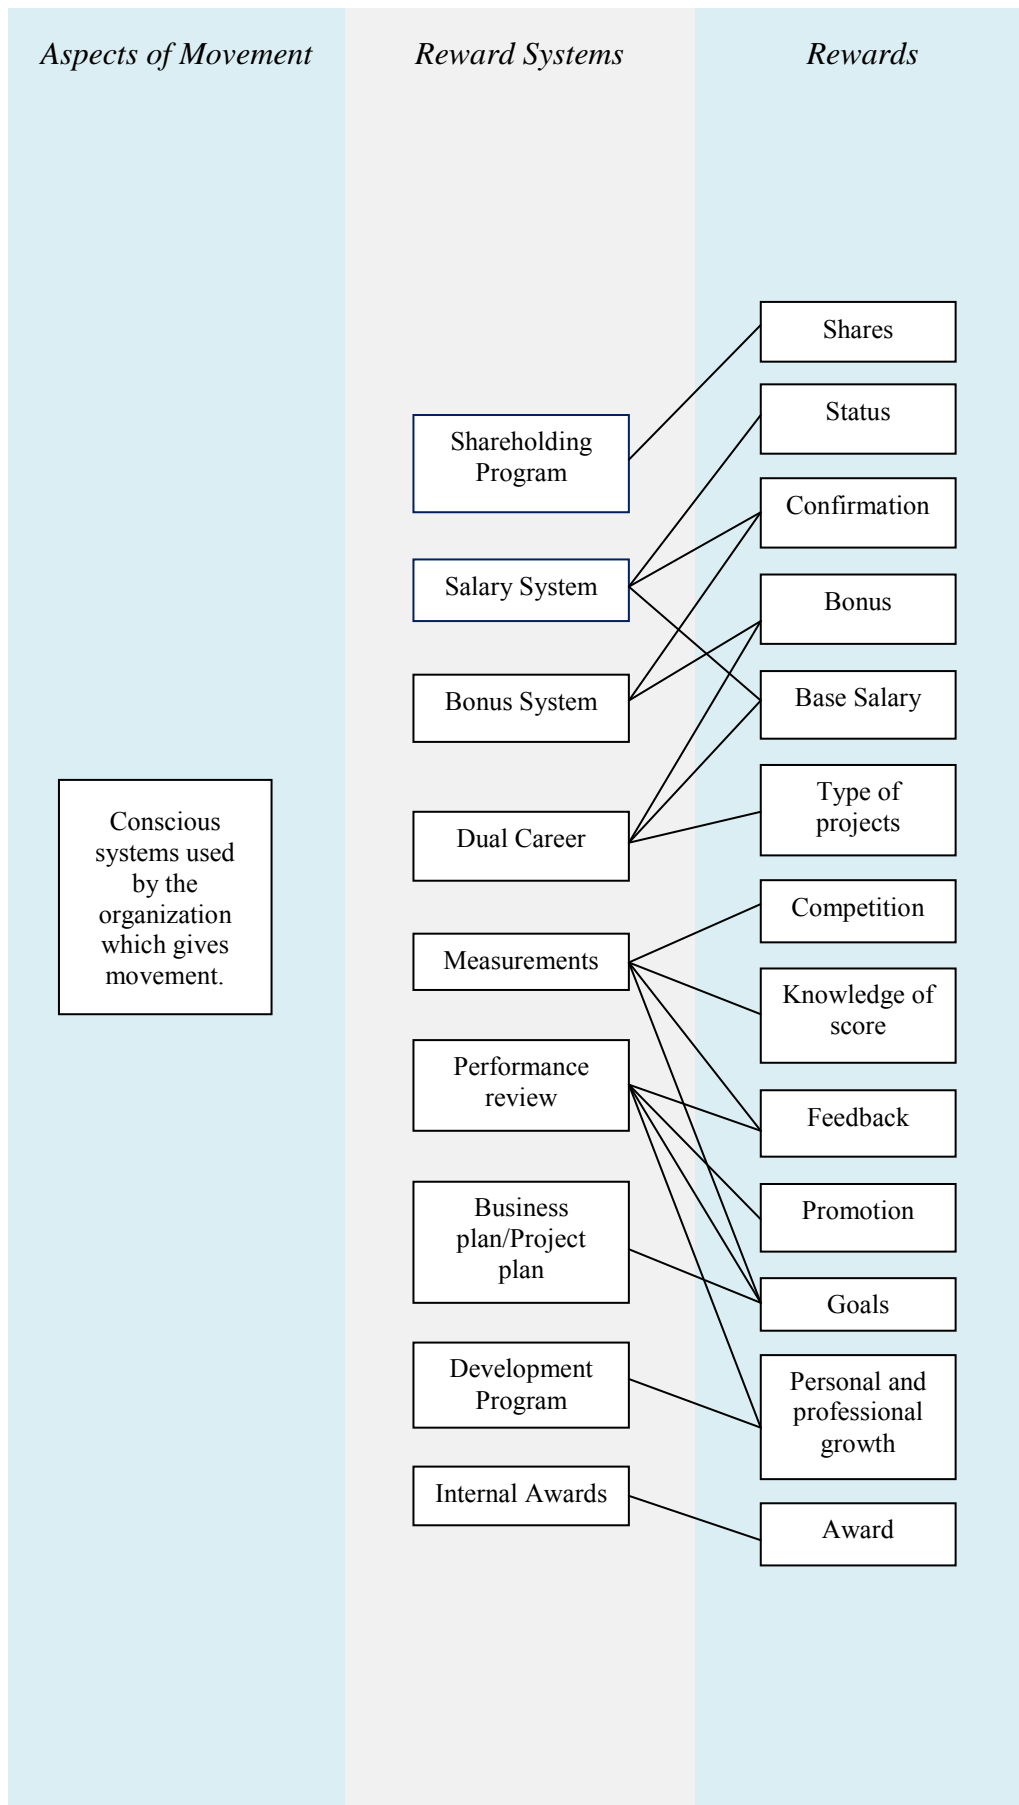 Aspects of Movement
Reward Systems
Rewards
Conscious
systems used
by the
organization
which gives
movement.
Shareholding
Program
Salary System
Bonus System
Dual Career
Measurements
Performance
review
Business
plan/Project
plan
Development
Program
Internal Awards
Shares
Status
Confirmation
Bonus
Base Salary
Type of
projects
Competition
Knowledge of
score
Feedback
Promotion
Goals
Personal and
professional
growth
Award